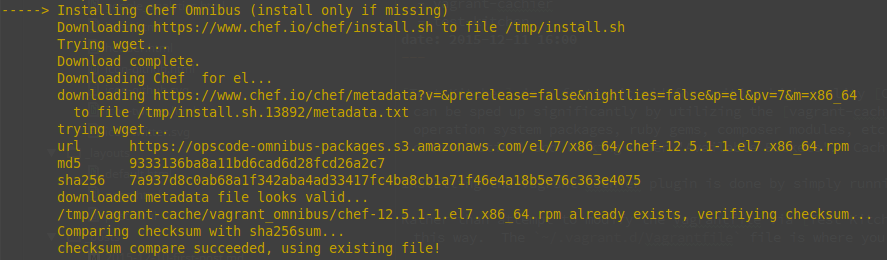 -----> Installing Chef Omnibus (install only if missing)
Downloading https://www.chef.io/chef/install.sh to file /tmp/install.sh
Trying wget...
Download complete.
Downloading Chef  for el...
downloading https://www.chef.io/chef/metadata?v=&prerelease=false&nightlies=false&p=el&pv=7&m=x86_64
to file /tmp/install.sh.13892/metadata.txt
trying wget...
url https://opscode-omnibus-packages.s3.amazonaws.com/el/7/x86_64/chef-12.5.1-1.el7.x86_64.rpm
md5 9333136ba8a11bd6cad6d28fcd26a2c7
sha256 7a937d8c0ab68a1f342aba4ad33417fc4ba8cb1a71f46e4a18b5e76c363e4075
downloaded metadata file looks valid...
/tmp/vagrant-cache/vagrant_omnibus/chef-12.5.1-1.el7.x86_64.rpm already exists, verifiying checksum...
Comparing checksum with sha256sum...
checksum compare succeeded, using existing file!